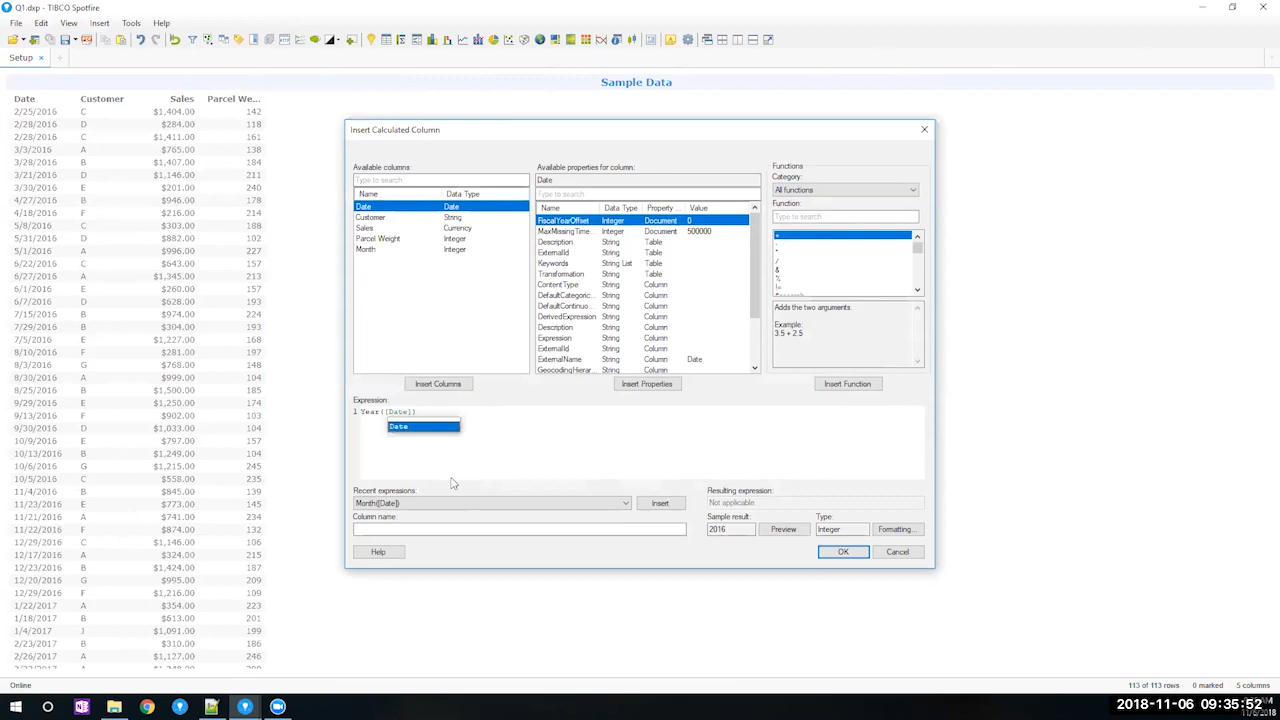 Q1.dxp - TIBCO Spotfire
File Edit View Insert Tools Help
Setup
Sample Data
Date Customer Sales Parcel We...
2/25/2016 C $1,404.00 142
2/28/2016 D $284.00 118
2/28/2016 C $1,411.00 161
3/3/2016 A $765.00 138
3/28/2016 B $1,407.00 184
3/21/2016 D $1,146.00 211
3/30/2016 E $201.00 240
4/27/2016 B $946.00 178
4/18/2016 F $216.00 214
5/8/2016 C $303.00 188
5/31/2016 D $882.00 102
5/1/2016 A $996.00 227
6/22/2016 C $643.00 157
6/27/2016 A $1,345.00 213
6/1/2016 E $260.00 157
6/7/2016 D $628.00 193
7/15/2016 B $974.00 224
7/29/2016 B $304.00 193
7/5/2016 E $1,227.00 168
8/10/2016 F $281.00 197
8/3/2016 G $768.00 148
8/30/2016 A $999.00 104
8/25/2016 B $1,500.00 185
9/29/2016 E $1,250.00 174
9/13/2016 F $902.00 103
9/30/2016 D $1,033.00 104
10/9/2016 E $797.00 157
10/13/2016 B $1,249.00 104
10/6/2016 G $1,215.00 245
10/5/2016 C $558.00 235
11/4/2016 B $845.00 139
11/23/2016 E $773.00 145
11/21/2016 A $741.00 234
11/22/2016 F $874.00 132
12/29/2016 C $1,146.00 106
12/17/2016 A $324.00 215
12/23/2016 B $1,424.00 187
12/20/2016 G $995.00 209
12/29/2016 F $1,216.00 109
1/22/2017 A $354.00 223
1/18/2017 B $613.00 201
1/4/2017 J $1,091.00 199
2/23/2017 B $310.00 186
2/26/2017 A $1,127.00 246
Insert Calculated Column
Available columns:
Type to search
Name Data Type
Date Date
Customer String
Sales Currency
Parcel Weight Integer
Month Integer
Insert Columns
Available properties for column:
Date
Type to search
Name Data Type Property ... Value
FiscalYearOffset Integer Document 0
MaxMissingTime... Integer Document 500000
Description String Table
ExternalId String Table
Keywords String List Table
Transformation String Table
ContentType String Column
DefaultCategoric... String Column
DefaultContinuo... String Column
DerivedExpression String Column
Description String Column
Expression String Column
ExternalId String Column
ExternalName String Column Date
GeocodingHierar... String Column
Insert Properties
Functions
Category:
All functions
Function:
Type to search
+
-
*
/
&
%
!=
Adds the two arguments.
Example:
3.5 + 2.5
Insert Function
Expression:
1 Year([Date])
Date
Recent expressions:
Month([Date])
Insert
Resulting expression:
Not applicable
Column name:
Sample result:
2016
Preview
Type:
Integer
Formatting...
Help
OK
Cancel
Online
113 of 113 rows 0 marked 5 columns
2018-11-06 09:35:52
11/6/2018